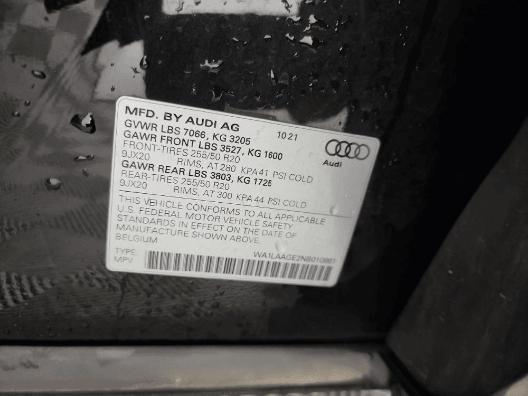 MFD. BY AUDI AG 10 21
GVWR LBS 7066, KG 3205
GAWR FRONT LBS 3527, KG 1600
FRONT-TIRES 255/50 R20
9JX20 RIMS, AT 280 KPA 41 PSI COLD
GAWR REAR LBS 3803, KG 1725
REAR-TIRES 255/50 R20
9JX20 RIMS, AT 300 KPA 44 PSI COLD
Audi
THIS VEHICLE CONFORMS TO ALL APPLICABLE
U.S. FEDERAL MOTOR VEHICLE SAFETY
STANDARDS IN EFFECT ON THE DATE OF
MANUFACTURE SHOWN ABOVE.
BELGIUM
TYPE:
MPV